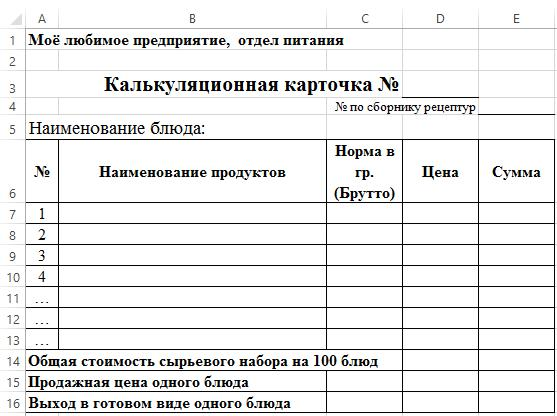 A B C D E
1 Моё любимое предприятие, отдел питания
2
3 Калькуляционная карточка №
4 № по сборнику рецептур
5 Наименование блюда:
6 № Наименование продуктов Норма в гр. (Брутто) Цена Сумма
7 1
8 2
9 3
10 4
11 …
12 …
13 …
14 Общая стоимость сырьевого набора на 100 блюд
15 Продажная цена одного блюда
16 Выход в готовом виде одного блюда